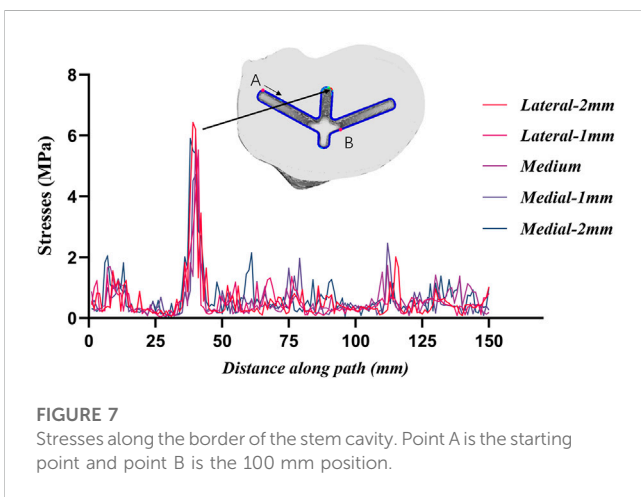 8
6
4
2
0
Stresses (MPa)
A
B
Lateral-2mm
Lateral-1mm
Medium
Medial-1mm
Medial-2mm
0 25 50 75 100 125 150
Distance along path (mm)
FIGURE 7
Stresses along the border of the stem cavity. Point A is the starting
point and point B is the 100 mm position.